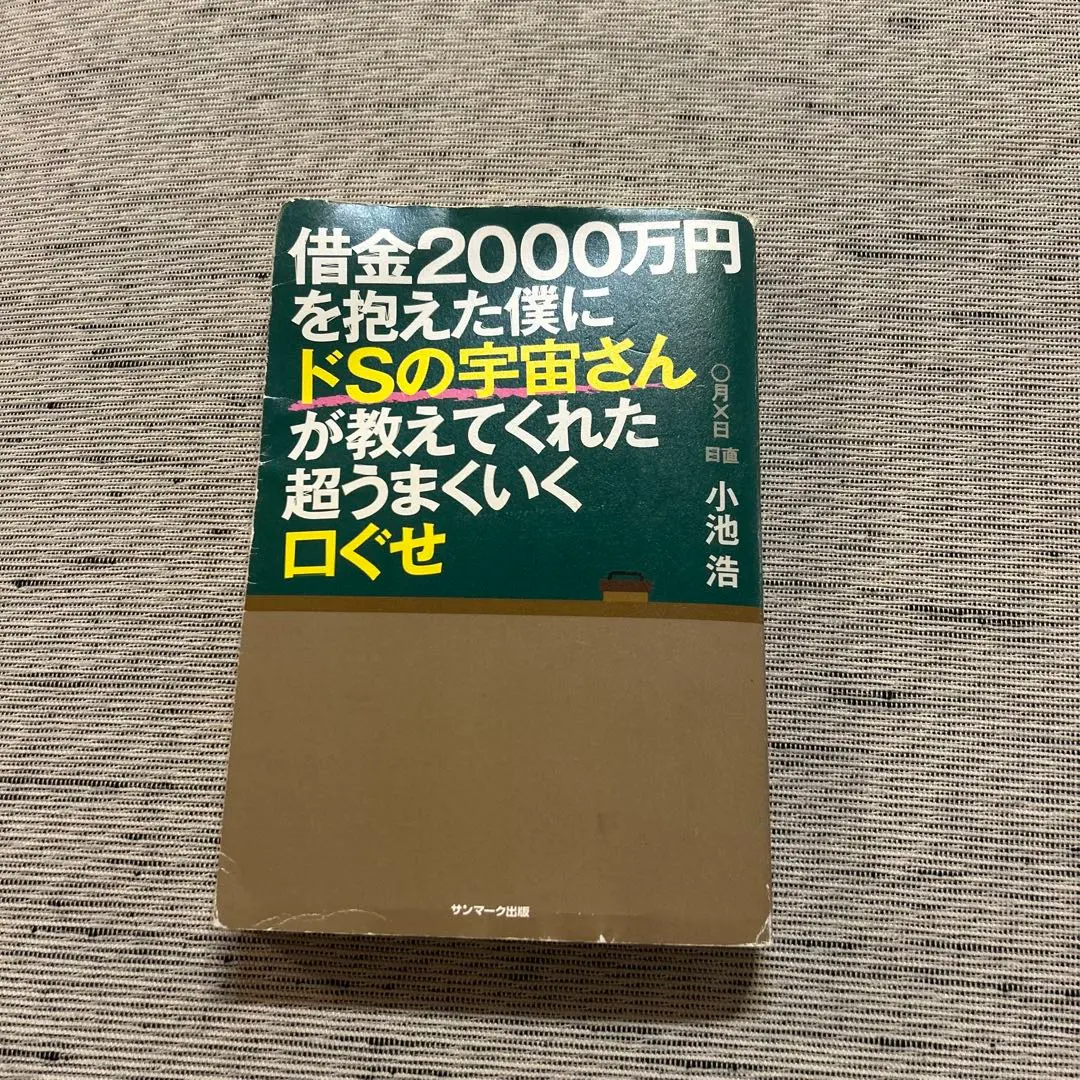 借金2000万円
を抱えた僕に
ドSの宇宙さん
が教えてくれた
超うまくいく
口ぐせ
〇月×日
日直 小池 浩
サンマーク出版